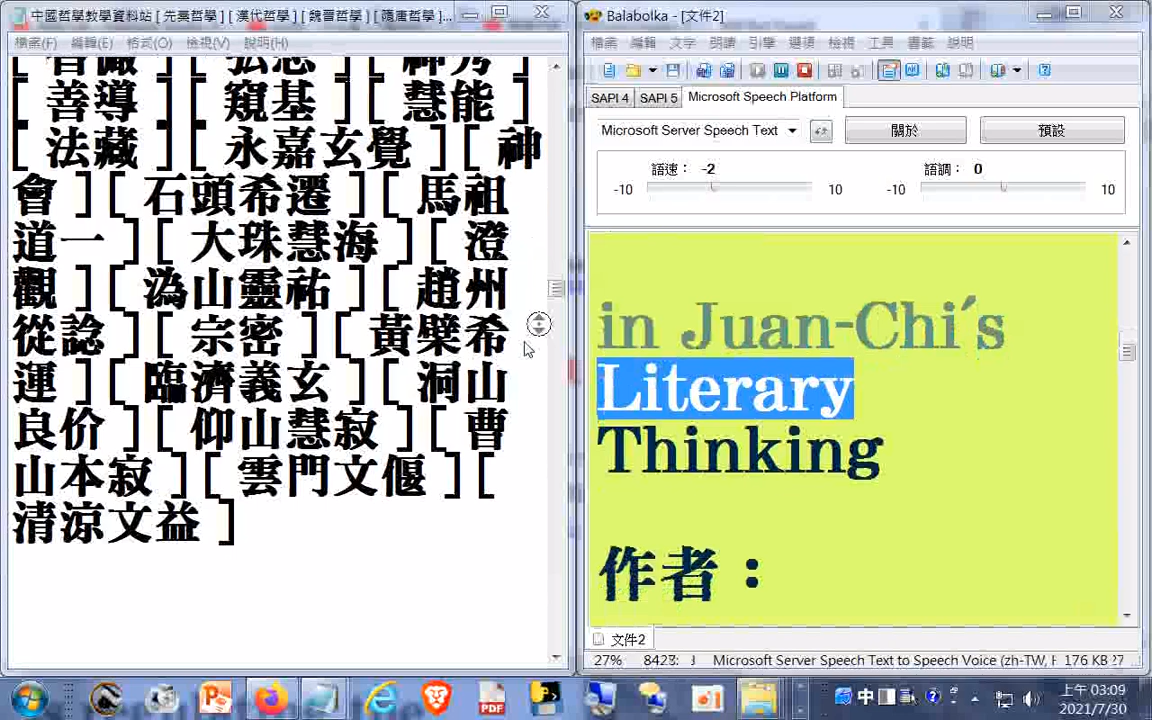 中國哲學教學資料站 [ 先秦哲學 ] [ 漢代哲學 ] [ 魏晉哲學 ] [ 隋唐哲學 ]...
檔案(F) 編輯(E) 格式(O) 檢視(V) 說明(H)
[ 善導 ][ 窺基 ][ 慧能 ]
[ 法藏 ][ 永嘉玄覺 ][ 神
會 ][ 石頭希遷 ][ 馬祖
道一 ][ 大珠慧海 ][ 澄
觀 ][ 溈山靈祐 ][ 趙州
從諗 ][ 宗密 ][ 黃檗希
運 ][ 臨濟義玄 ][ 洞山
良价 ][ 仰山慧寂 ][ 曹
山本寂 ][ 雲門文偃 ][
清涼文益 ]
Balabolka - [文件2]
檔案 編輯 文字 朗讀 引擎 選項 檢視 工具 書籤 說明
SAPI 4 SAPI 5 Microsoft Speech Platform
Microsoft Server Speech Text 關於 預設
語速： -2 語調： 0
-10 10 -10 10
in Juan-Chi´s
Literary
Thinking
作者：
文件2
27% Microsoft Server Speech Text to Speech Voice (zh-TW, 176 KB
中
上午 03:09
2021/7/30